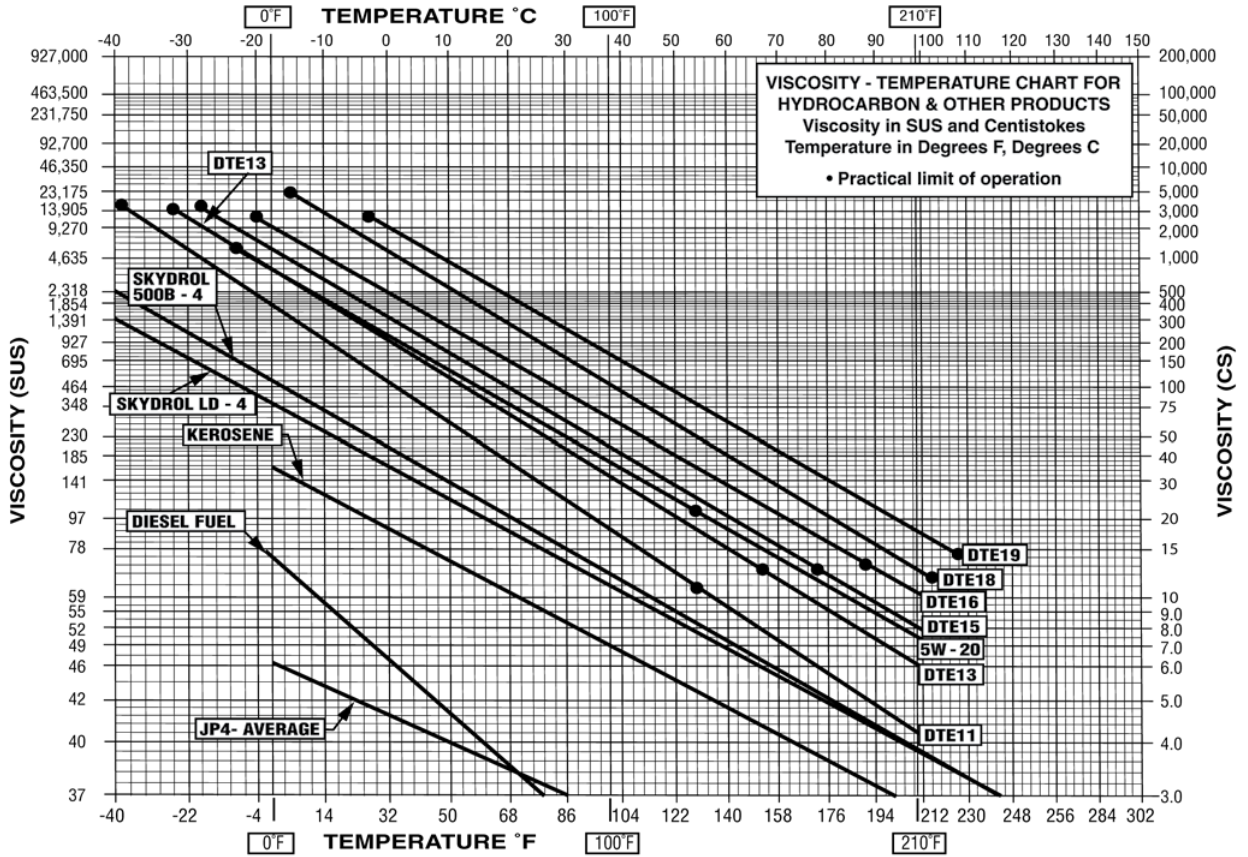 0°F TEMPERATURE °C 100°F 210°F
-40 -30 -20 -10 0 10 20 30 40 50 60 70 80 90 100 110 120 130 140 150
927,000
463,500
231,750
92,700
46,350
23,175
13,905
9,270
4,635
2,318
1,854
1,391
927
695
464
348
230
185
141
97
78
59
55
52
49
46
42
40
37
VISCOSITY (SUS)
VISCOSITY - TEMPERATURE CHART FOR
HYDROCARBON & OTHER PRODUCTS
Viscosity in SUS and Centistokes
Temperature in Degrees F, Degrees C
• Practical limit of operation
DTE13
SKYDROL
500B - 4
SKYDROL LD - 4
KEROSENE
DIESEL FUEL
JP4- AVERAGE
DTE19
DTE18
DTE16
DTE15
5W - 20
DTE13
DTE11
200,000
100,000
50,000
20,000
10,000
5,000
3,000
2,000
1,000
500
400
300
200
150
100
75
50
40
30
20
15
10
9.0
8.0
7.0
6.0
5.0
4.0
3.0
VISCOSITY (CS)
-40 -22 -4 14 32 50 68 86 104 122 140 158 176 194 212 230 248 266 284 302
0°F TEMPERATURE °F 100°F 210°F